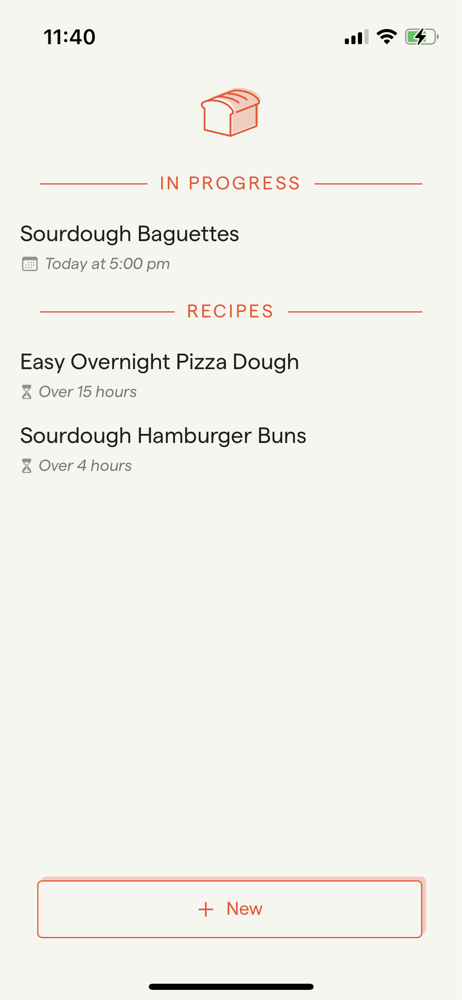 11:40
IN PROGRESS
Sourdough Baguettes
Today at 5:00 pm
RECIPES
Easy Overnight Pizza Dough
Over 15 hours
Sourdough Hamburger Buns
Over 4 hours
+ New